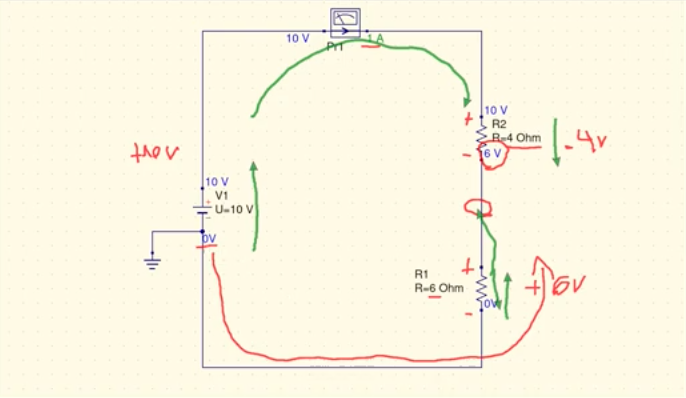 10 V
Pr1
1 A
10 V
R2
R=4 Ohm
6 V
+
-
-4v
+10v
10 V
V1
U=10 V
0V
R1
R=6 Ohm
0V
+
-
+6v